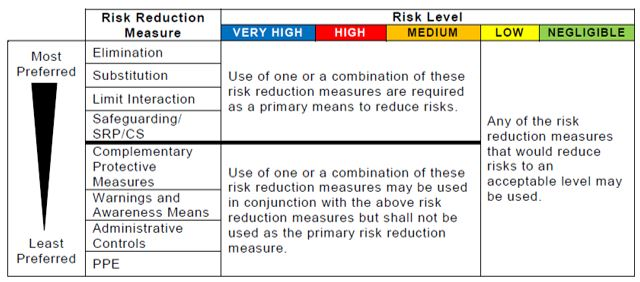 Risk Reduction
Measure
Risk Level
VERY HIGH
HIGH
MEDIUM
LOW
NEGLIGIBLE
Most
Preferred
Least
Preferred
Elimination
Substitution
Limit Interaction
Safeguarding/
SRP/CS
Complementary
Protective
Measures
Warnings and
Awareness Means
Administrative
Controls
PPE
Use of one or a combination of these
risk reduction measures are required
as a primary means to reduce risks.
Use of one or a combination of these
risk reduction measures may be used
in conjunction with the above risk
reduction measures but shall not be
used as the primary risk reduction
measure.
Any of the risk
reduction measures
that would reduce
risks to an
acceptable level may
be used.